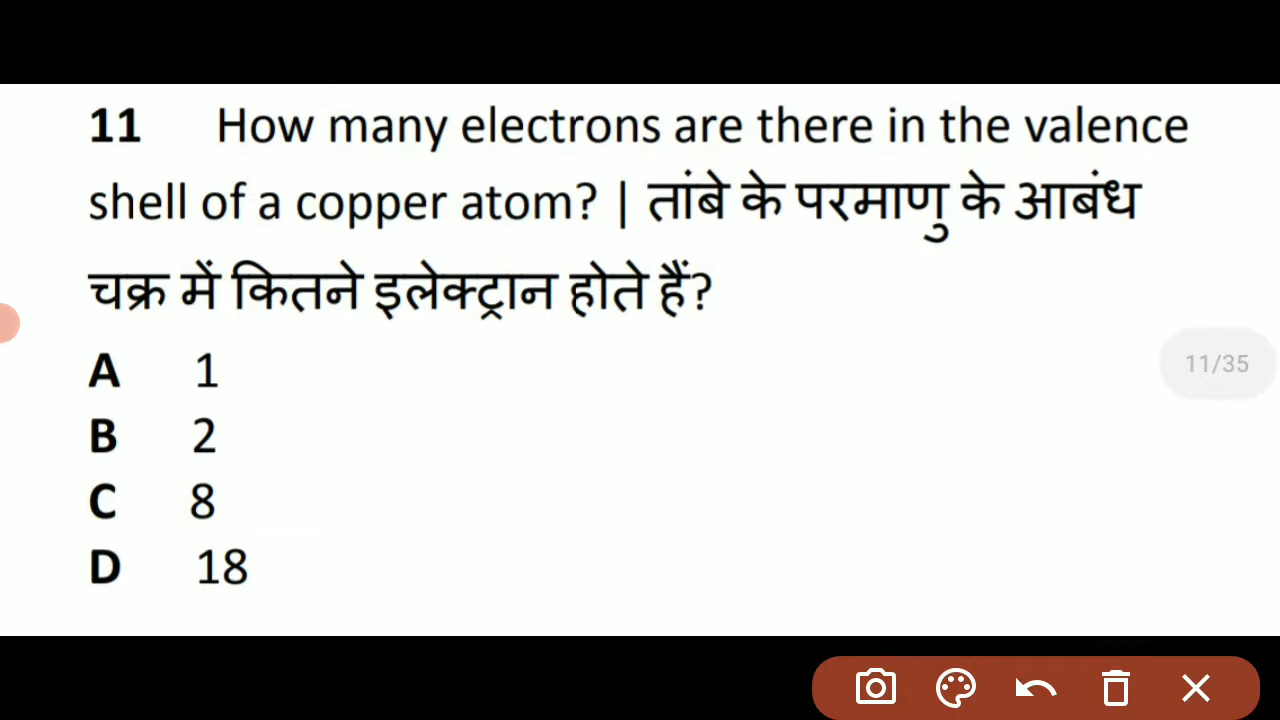 11 How many electrons are there in the valence
shell of a copper atom? | तांबे के परमाणु के आबंध
चक्र में कितने इलेक्ट्रान होते हैं?
A 1
11/35
B 2
C 8
D 18